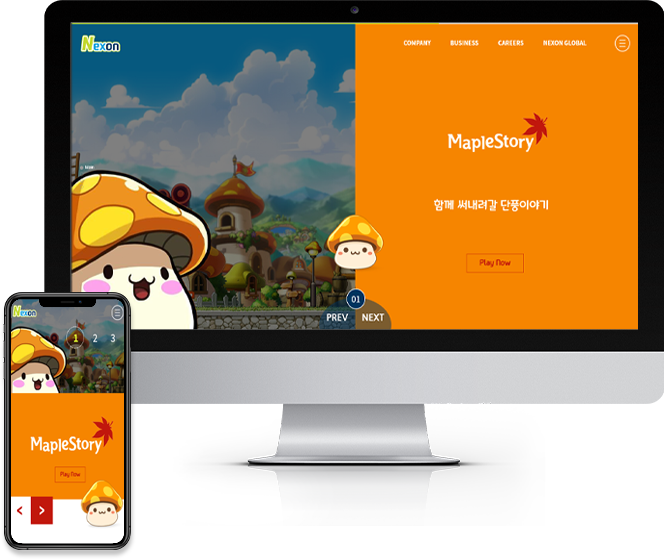 Nexon
COMPANY BUSINESS CAREERS NEXON GLOBAL
MapleStory
함께 써내려갈 단풍이야기
Play Now
01
PREV NEXT
Nexon
1 2 3
MapleStory
Play Now
< >